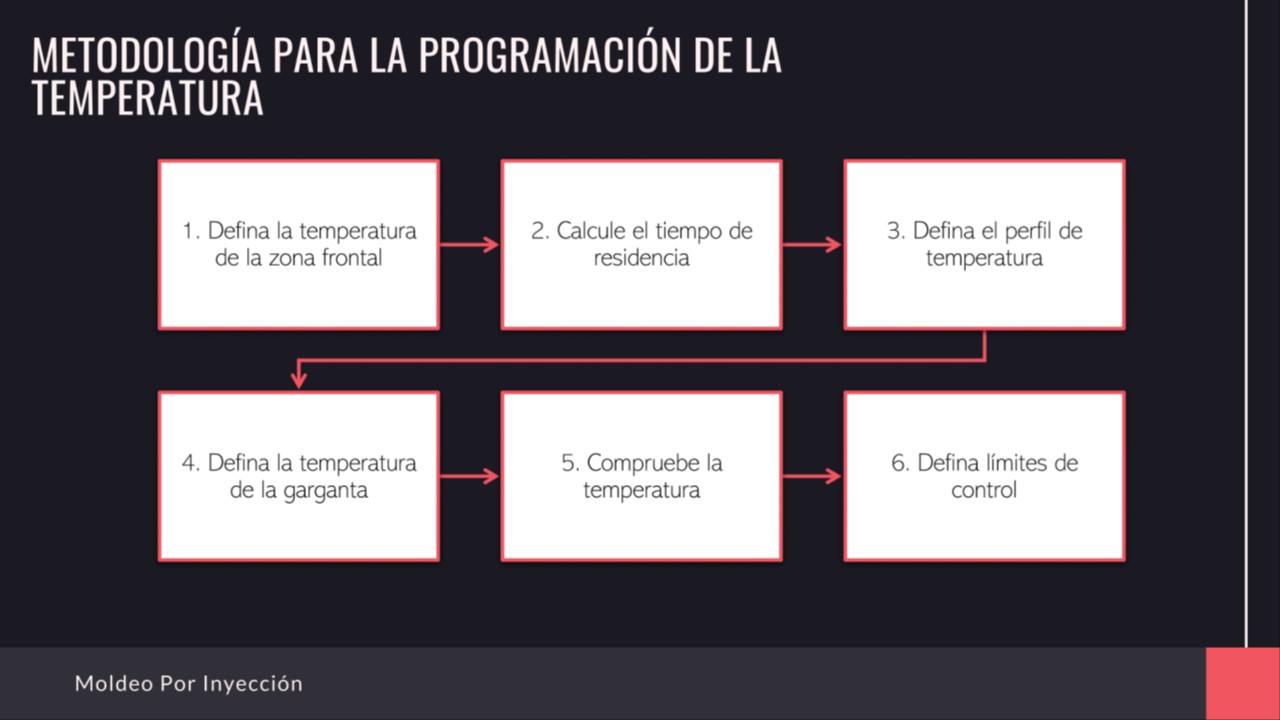 METODOLOGÍA PARA LA PROGRAMACIÓN DE LA
TEMPERATURA
1. Defina la temperatura
de la zona frontal
2. Calcule el tiempo de
residencia
3. Defina el perfil de
temperatura
4. Defina la temperatura
de la garganta
5. Compruebe la
temperatura
6. Defina límites de
control
Moldeo Por Inyección